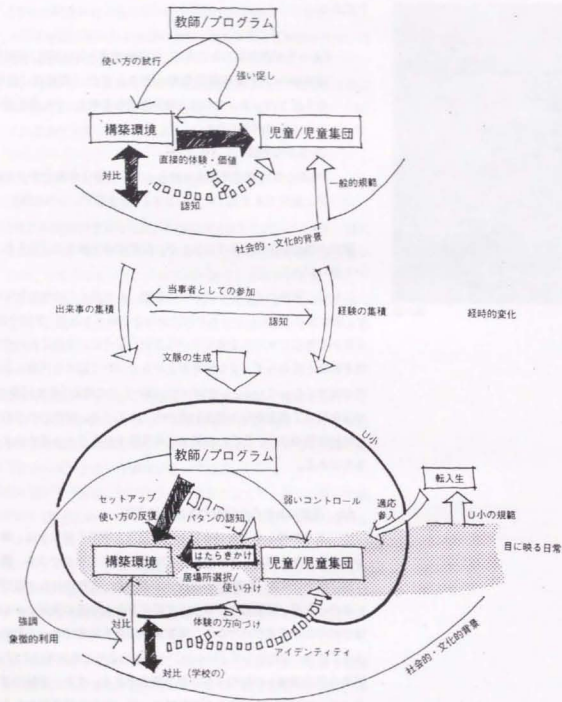 教師/プログラム
使い方の試行
強い促し
構築環境
児童/児童集団
直接的体験・価値
対比
認知
一般的規範
社会的・文化的背景
当事者としての参加
出来事の集積
認知
経験の集積
経時的変化
文脈の生成
U小
教師/プログラム
セットアップ
使い方の反復
パタンの認知
弱いコントロール
適応
参入
転入生
U小の規範
目に映る日常
構築環境
はたらきかけ
児童/児童集団
居場所選択/
使い分け
強調
象徴的利用
対比
体験の方向づけ
アイデンティティ
対比(学校の)
社会的・文化的背景